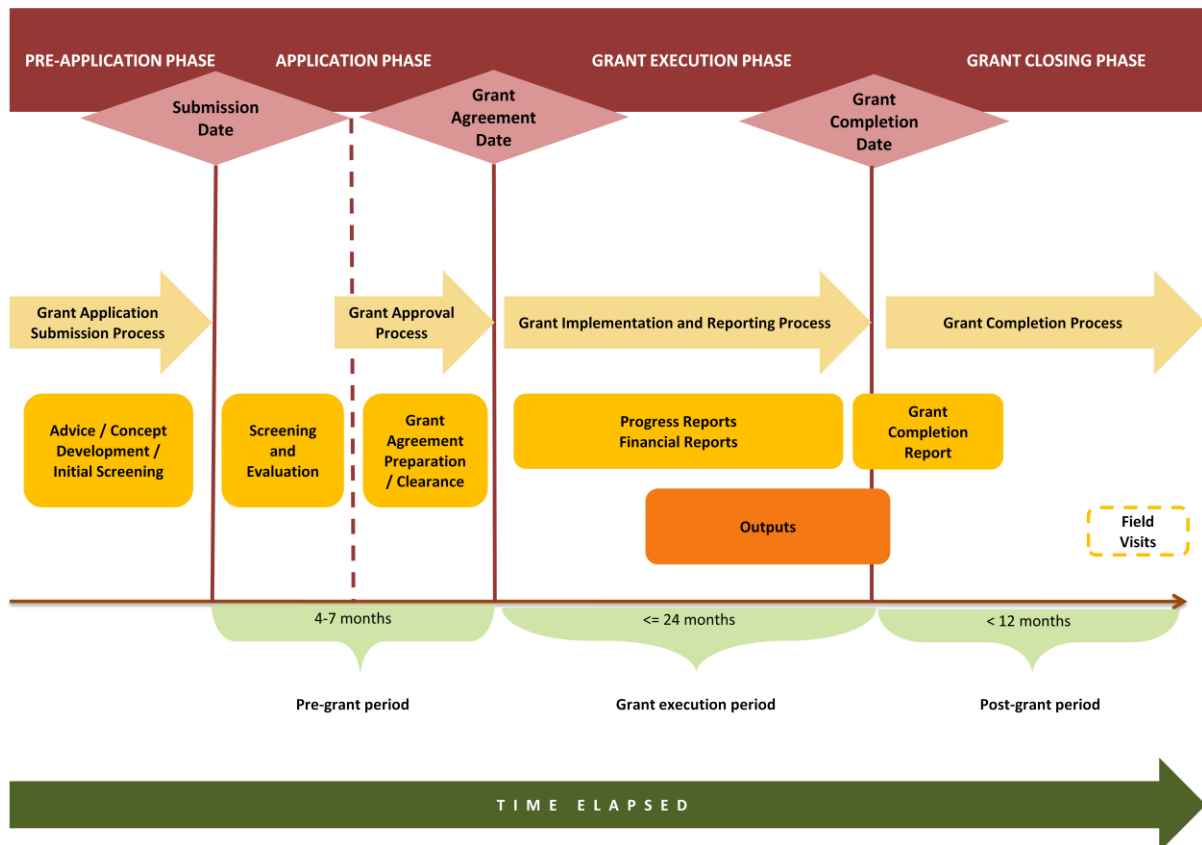 PRE-APPLICATION PHASE
APPLICATION PHASE
GRANT EXECUTION PHASE
GRANT CLOSING PHASE
Submission
Date
Grant
Agreement
Date
Grant
Completion
Date
Grant Application
Submission Process
Grant Approval
Process
Grant Implementation and Reporting Process
Grant Completion Process
Advice / Concept
Development /
Initial Screening
Screening
and
Evaluation
Grant
Agreement
Preparation
/ Clearance
Progress Reports
Financial Reports
Grant
Completion
Report
Outputs
Field
Visits
4-7 months
<= 24 months
< 12 months
Pre-grant period
Grant execution period
Post-grant period
TIME ELAPSED